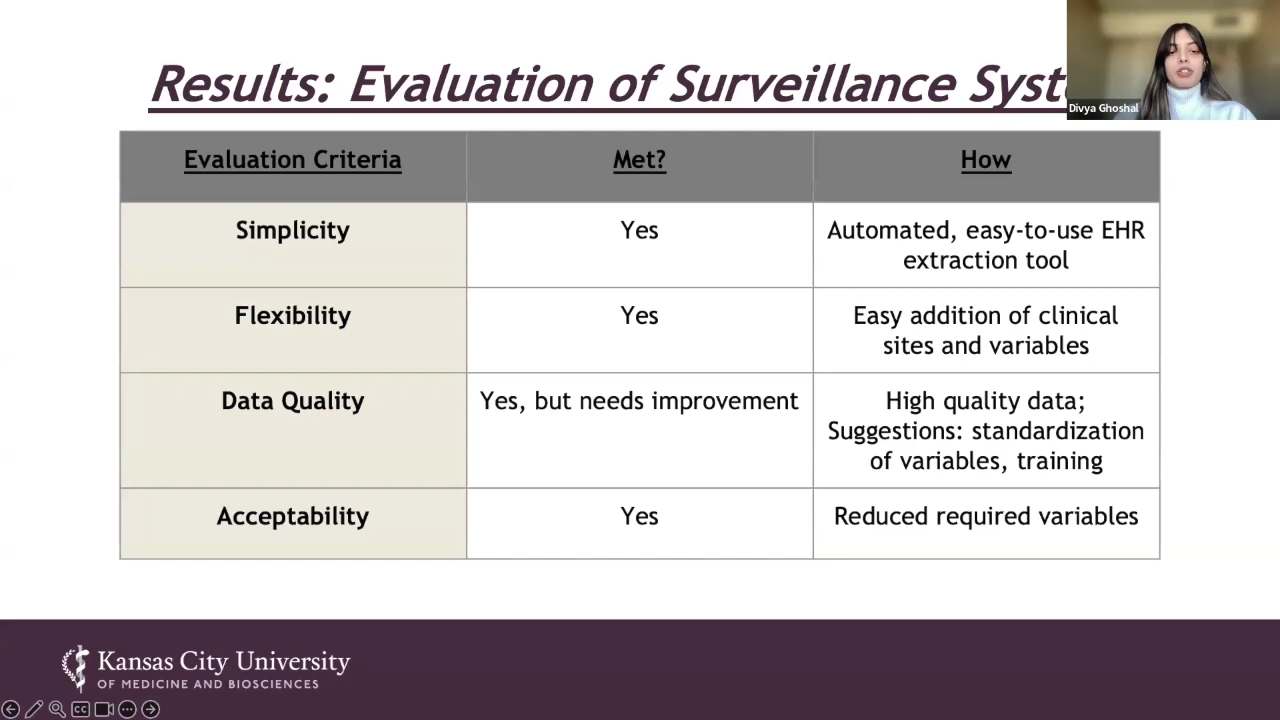 Results: Evaluation of Surveillance Syst
Divya Ghoshal
Evaluation Criteria
Met?
How
Simplicity
Yes
Automated, easy-to-use EHR
extraction tool
Flexibility
Yes
Easy addition of clinical
sites and variables
Data Quality
Yes, but needs improvement
High quality data;
Suggestions: standardization
of variables, training
Acceptability
Yes
Reduced required variables
Kansas City University
OF MEDICINE AND BIOSCIENCES
CC